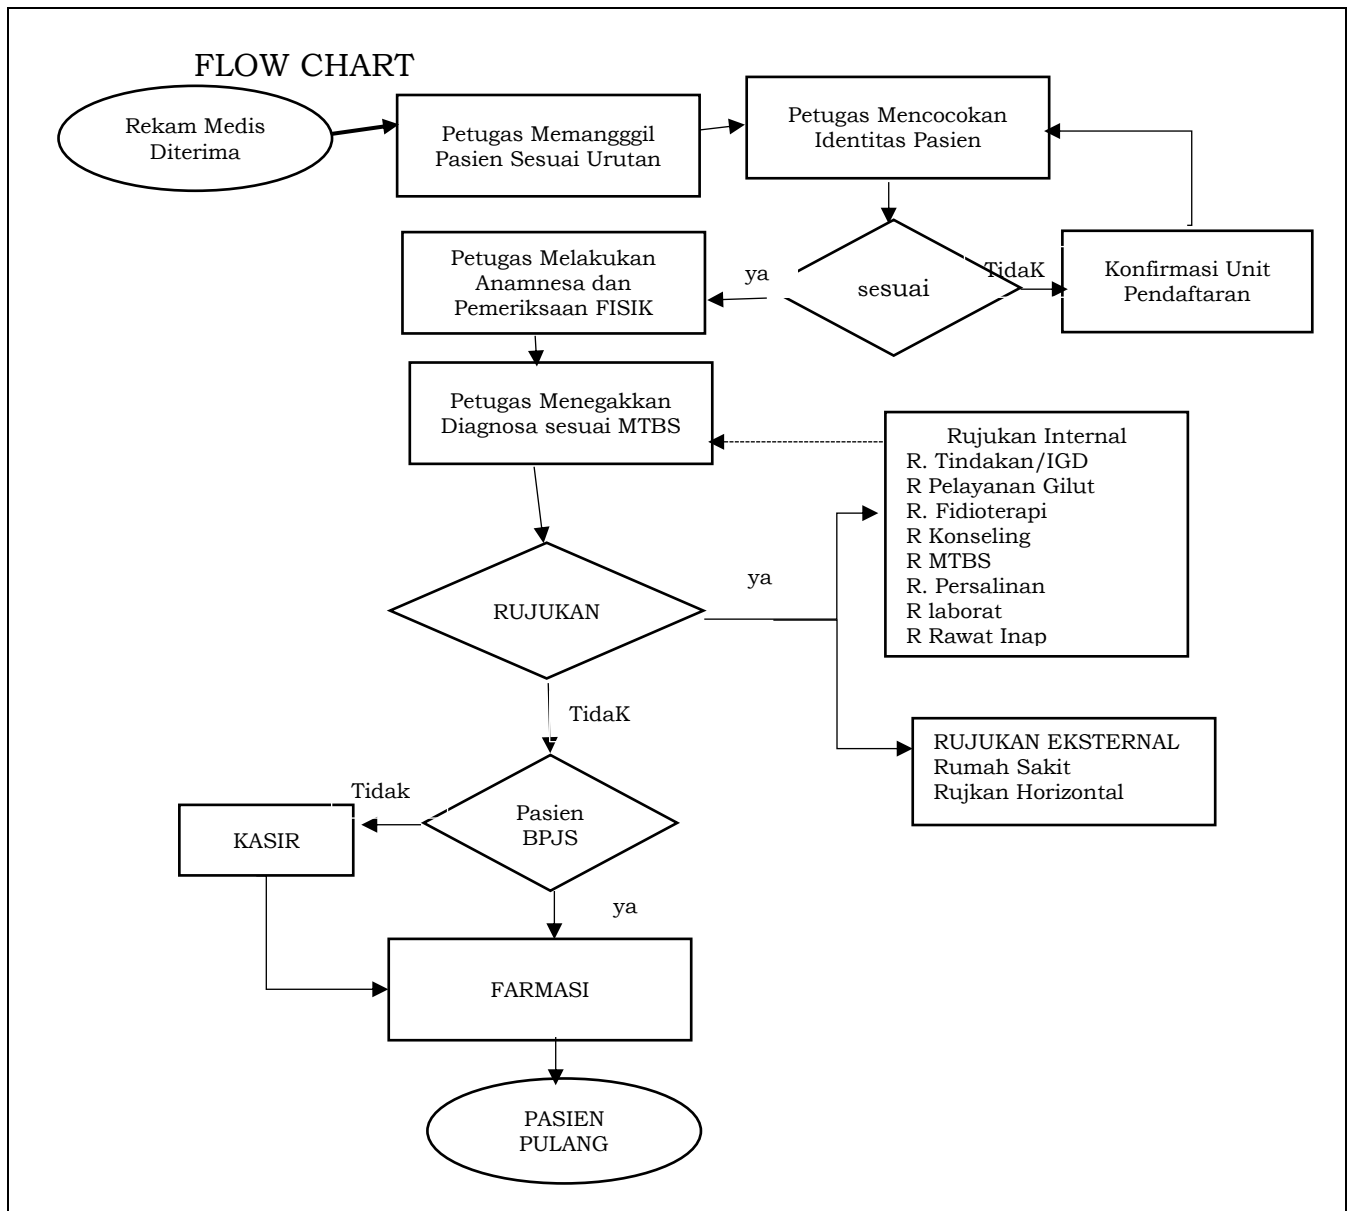 FLOW CHART
Rekam Medis
Diterima
Petugas Memangggil
Pasien Sesuai Urutan
Petugas Mencocokan
Identitas Pasien
Petugas Melakukan
Anamnesa dan
Pemeriksaan FISIK
ya
sesuai
TidaK
Konfirmasi Unit
Pendaftaran
Petugas Menegakkan
Diagnosa sesuai MTBS
Rujukan Internal
R. Tindakan/IGD
R Pelayanan Gilut
R. Fidioterapi
R Konseling
R MTBS
R. Persalinan
R laborat
R Rawat Inap
RUJUKAN
ya
TidaK
RUJUKAN EKSTERNAL
Rumah Sakit
Rujkan Horizontal
Tidak
KASIR
Pasien
BPJS
ya
FARMASI
PASIEN
PULANG